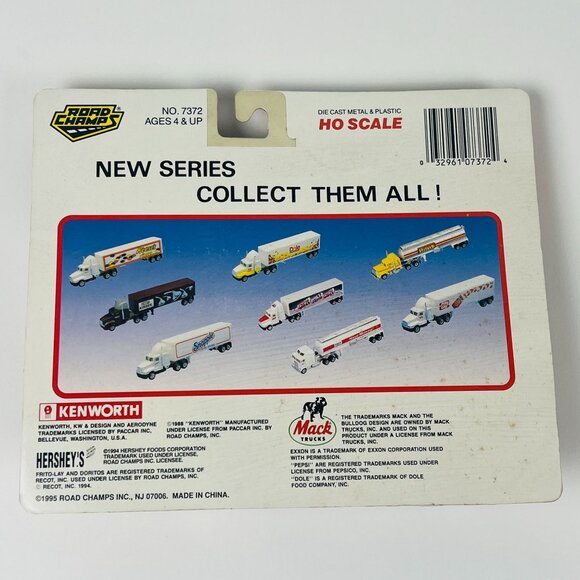 ROAD CHAMPS®
NO. 7372
AGES 4 & UP
DIE CAST METAL & PLASTIC
HO SCALE
0 32961 07372 4
NEW SERIES
COLLECT THEM ALL !
Dole
Snapple
KENWORTH
KENWORTH, KW & DESIGN AND AERODYNE
TRADEMARKS LICENSED BY PACCAR INC,
BELLEVUE, WASHINGTON, U.S.A.
©1988 "KENWORTH" MANUFACTURED
UNDER LICENSE FROM PACCAR INC. BY
ROAD CHAMPS, INC.
Mack
TRUCKS
THE TRADEMARKS MACK AND THE
BULLDOG DESIGN ARE OWNED BY MACK
TRUCKS, INC. AND USED ON THIS
PRODUCT UNDER A LICENSE FROM
MACK TRUCKS, INC.
HERSHEY'S
©1994 HERSHEY FOODS CORPORATION
TRADEMARK USED UNDER LICENSE,
ROAD CHAMPS INC. LICENSEE.
FRITO-LAY AND DORITOS ARE REGISTERED TRADEMARKS OF
RECOT, INC. USED UNDER LICENSE FROM RECOT, INC.
© RECOT, INC. 1994.
EXXON IS A TRADEMARK OF EXXON CORPORATION USED
WITH PERMISSION.
"PEPSI" ARE REGISTERED TRADEMARKS USED UNDER
LICENSE FROM PEPSICO, INC.
"DOLE" IS A REGISTERED TRADEMARK OF DOLE
FOOD COMPANY, INC.
©1995 ROAD CHAMPS INC., NJ 07006. MADE IN CHINA.